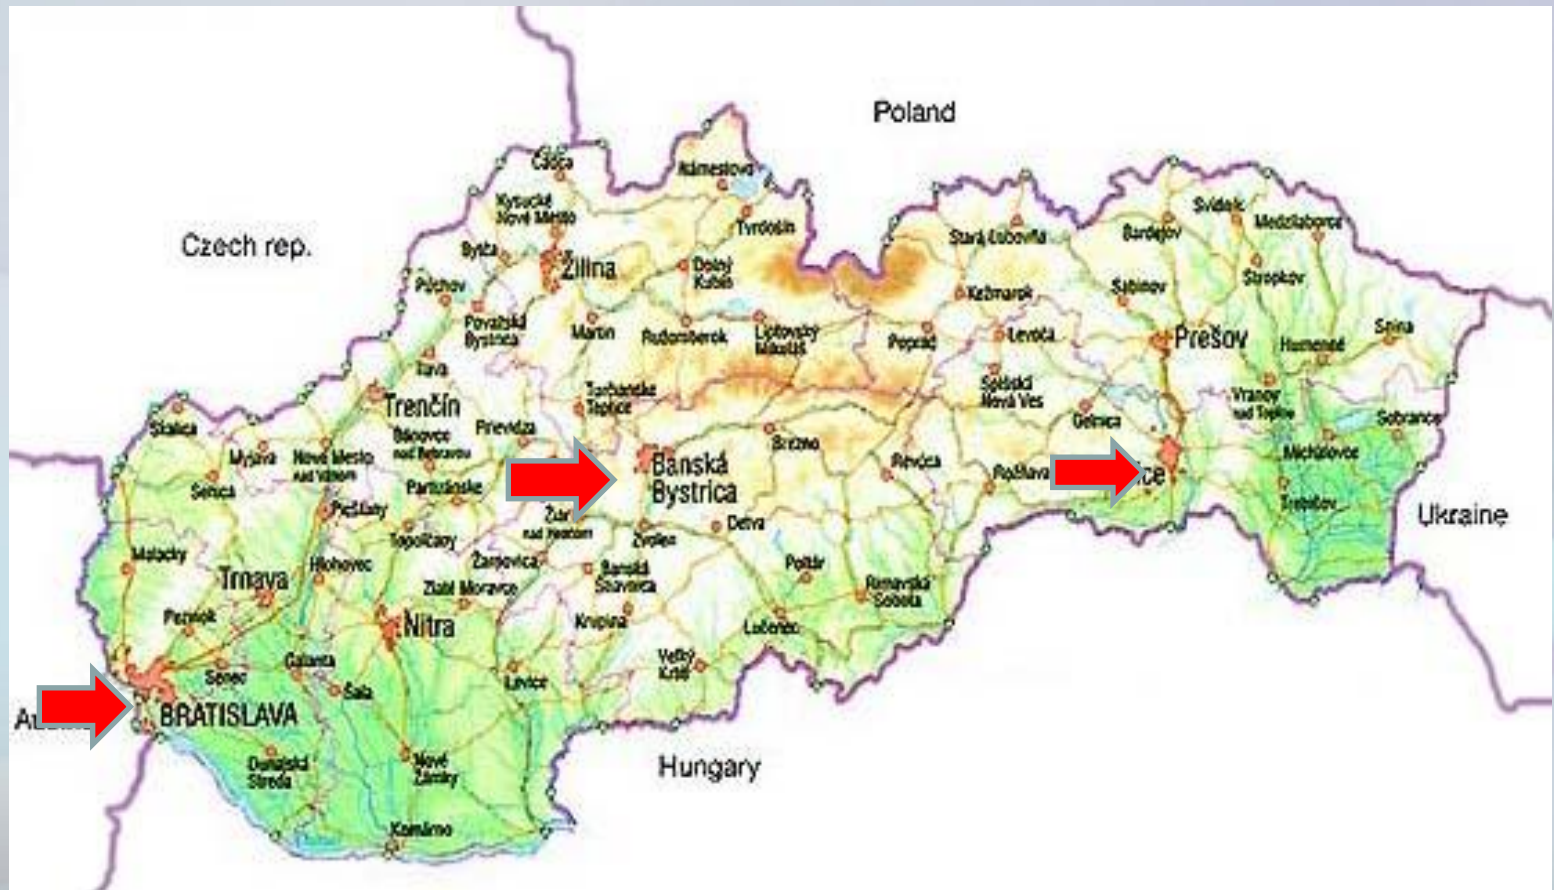 Poland
Czech rep.
Ukraine
Hungary
Čadca
Námestovo
Kysucké
Nové Mesto
Tvrdošín
Svidník
Medzilaborce
Bardejov
Stará Ľubovňa
Bytča
Žilina
Dolný
Kubín
Stropkov
Púchov
Kežmarok
Sabinov
Považská
Bystrica
Martin
Ružomberok
Liptovský
Mikuláš
Poprad
Levoča
Prešov
Humenné
Snina
Ilava
Turčianske
Teplice
Spišská
Nová Ves
Vranov
nad Topľou
Trenčín
Gelnica
Sobrance
Skalica
Bánovce
nad Bebravou
Prievidza
Brezno
Myjava
Nové Mesto
nad Váhom
Banská
Bystrica
Revúca
Rožňava
ice
Michalovce
Senica
Partizánske
Trebišov
Piešťany
Žiar
nad Hronom
Detva
Topoľčany
Zvolen
Malacky
Hlohovec
Žarnovica
Banská
Štiavnica
Poltár
Rimavská
Sobota
Trnava
Zlaté Moravce
Pezinok
Nitra
Krupina
Lučenec
Senec
Galanta
Šaľa
Levice
Veľký
Krtíš
BRATISLAVA
Dunajská
Streda
Nové
Zámky
Komárno